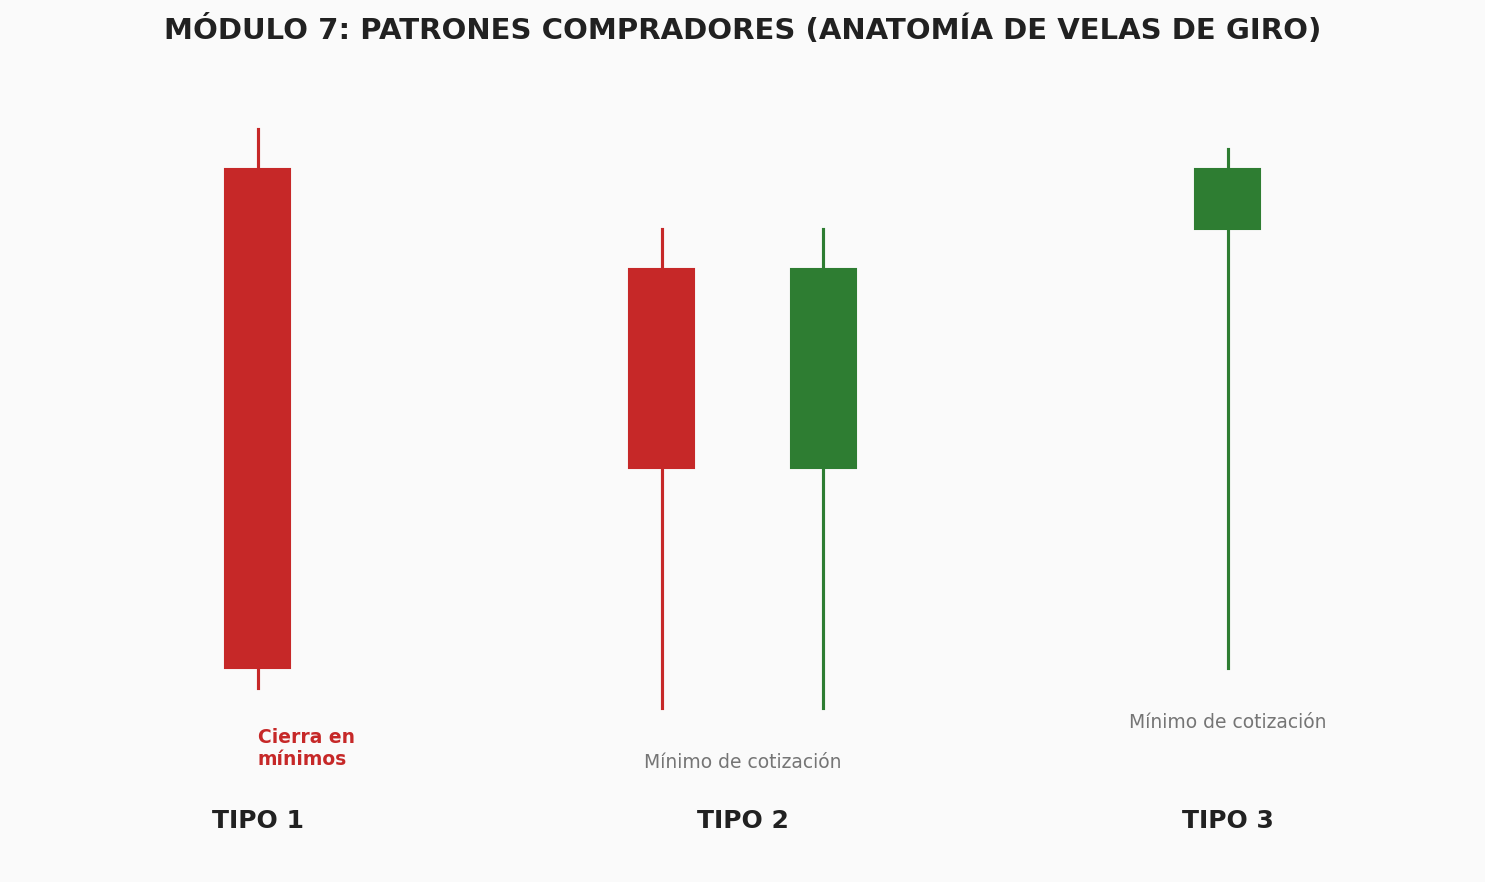 MÓDULO 7: PATRONES COMPRADORES (ANATOMÍA DE VELAS DE GIRO)
Cierra en
mínimos
Mínimo de cotización
Mínimo de cotización
TIPO 1
TIPO 2
TIPO 3